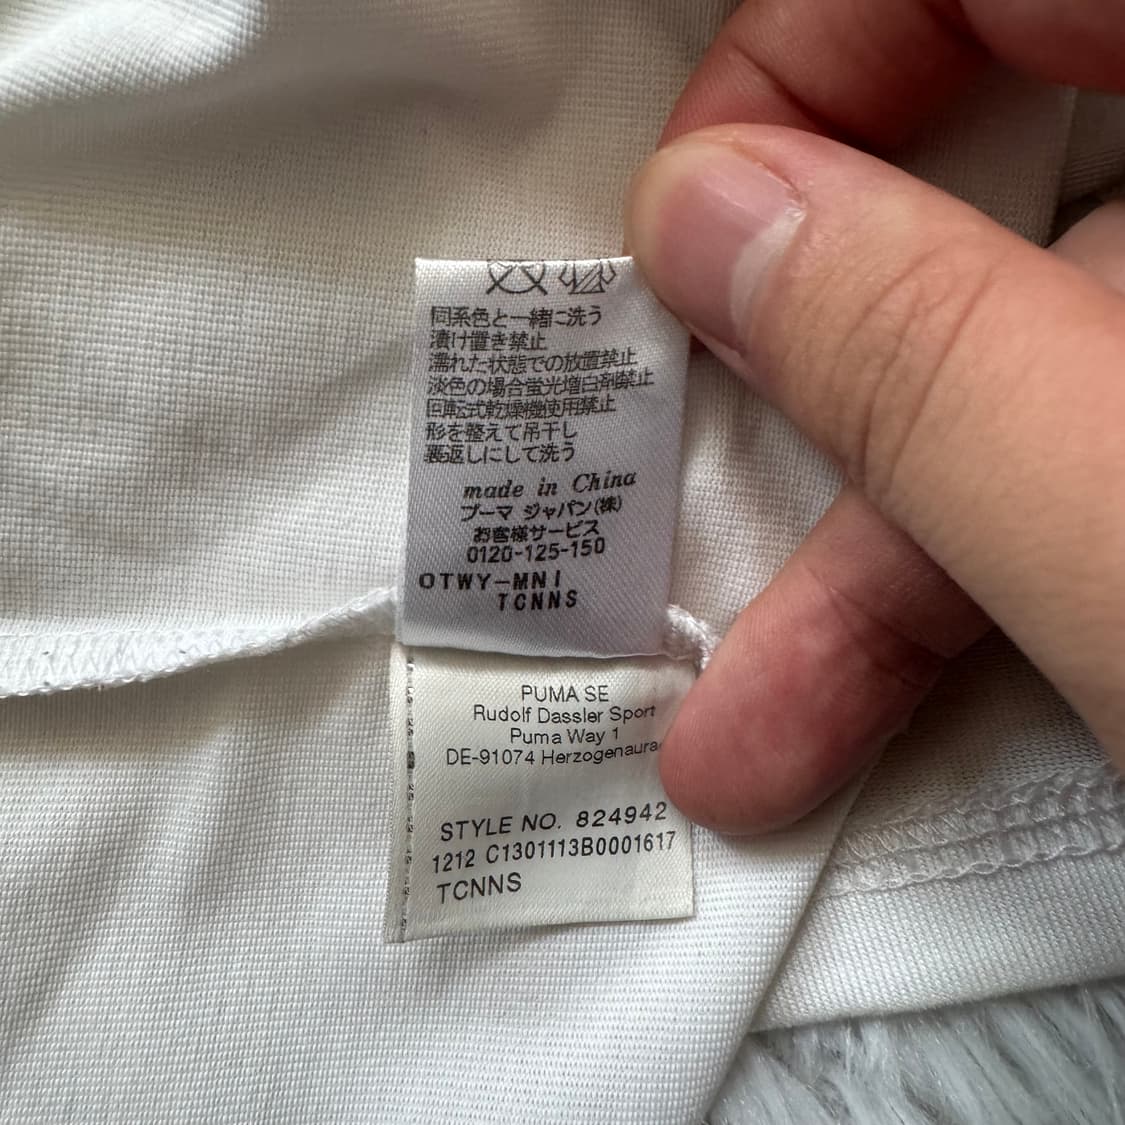 同系色と一緒に洗う
漬け置き禁止
濡れた状態での放置禁止
淡色の場合蛍光増白剤禁止
回転式乾燥機使用禁止
形を整えて吊干し
裏返しにして洗う
made in China
プーマ ジャパン(株)
お客様サービス
0120-125-150
OTWY-MNI
TCNNS
PUMA SE
Rudolf Dassler Sport
Puma Way 1
DE-91074 Herzogenaura
STYLE NO. 824942
1212 C1301113B0001617
TCNNS